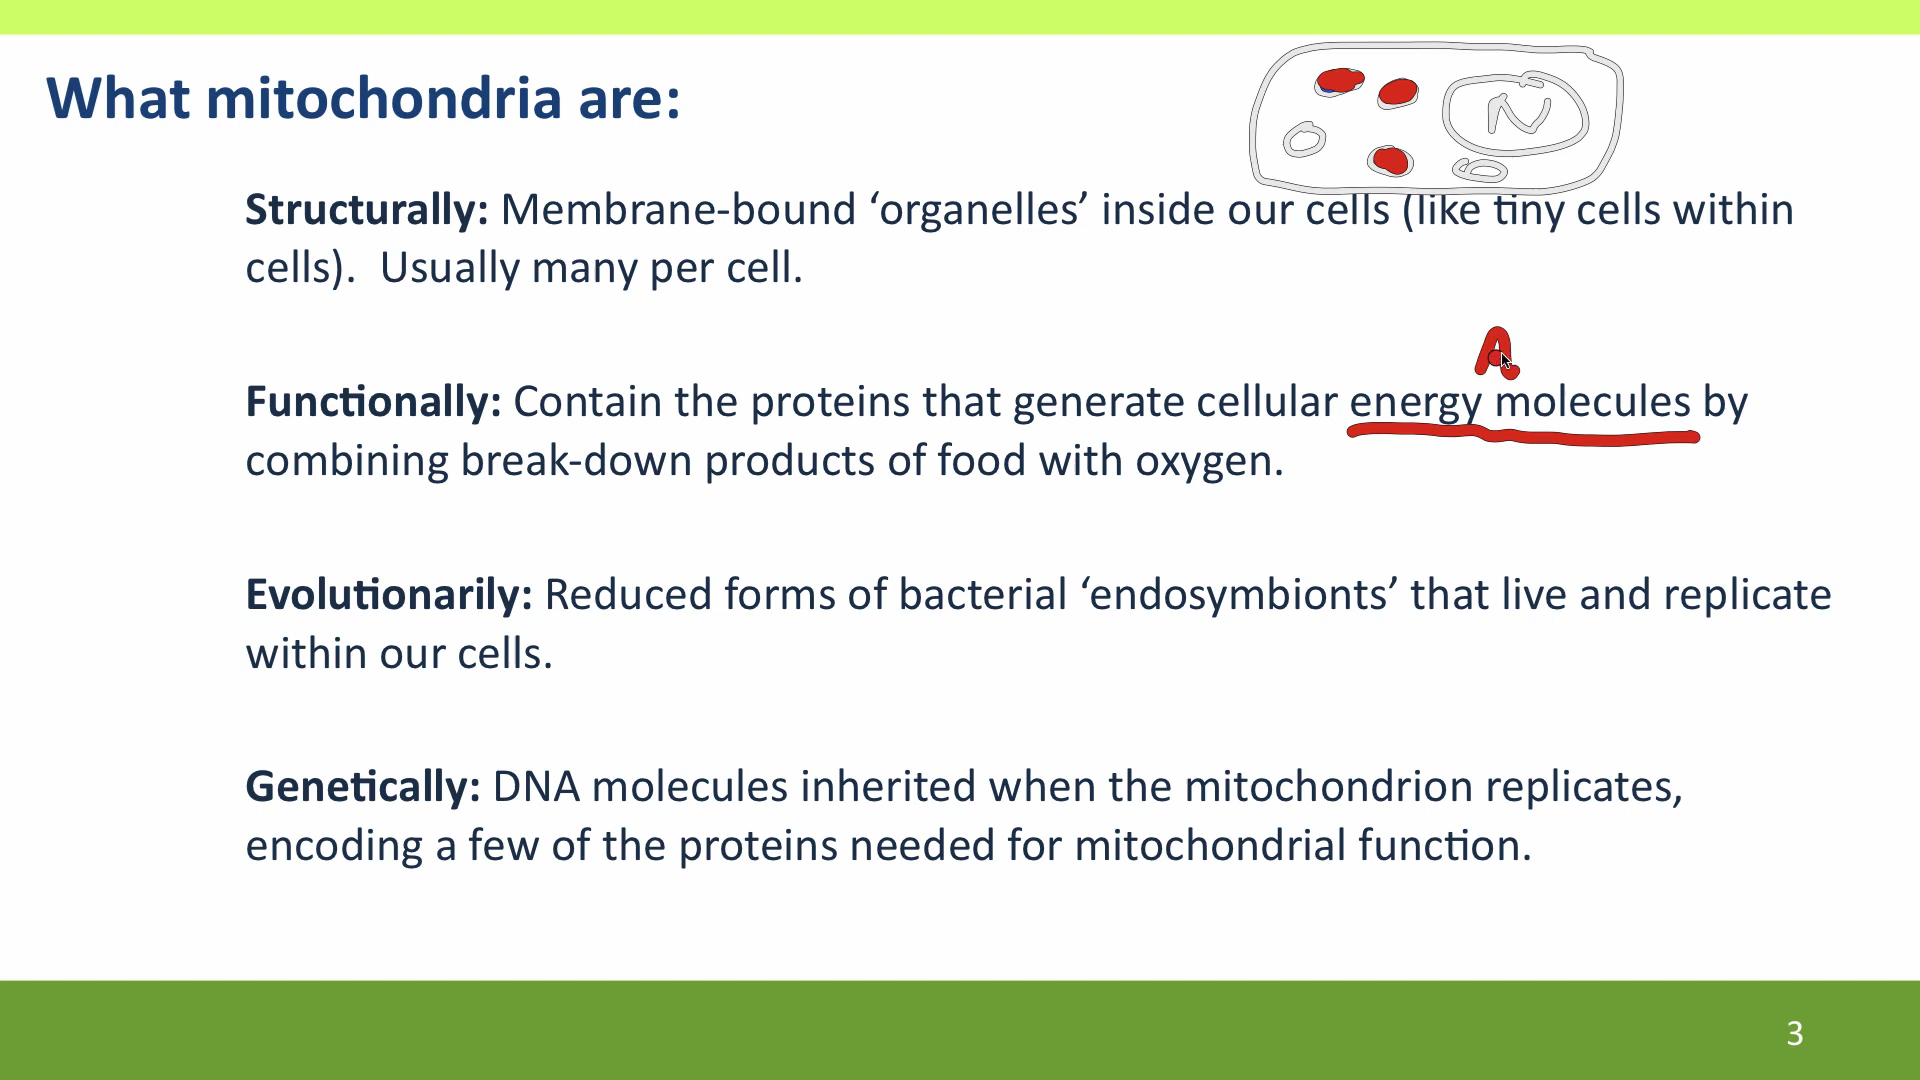 What mitochondria are:
N
Structurally: Membrane-bound ‘organelles’ inside our cells (like tiny cells within
cells). Usually many per cell.
A
Functionally: Contain the proteins that generate cellular energy molecules by
combining break-down products of food with oxygen.
Evolutionarily: Reduced forms of bacterial ‘endosymbionts’ that live and replicate
within our cells.
Genetically: DNA molecules inherited when the mitochondrion replicates,
encoding a few of the proteins needed for mitochondrial function.
3